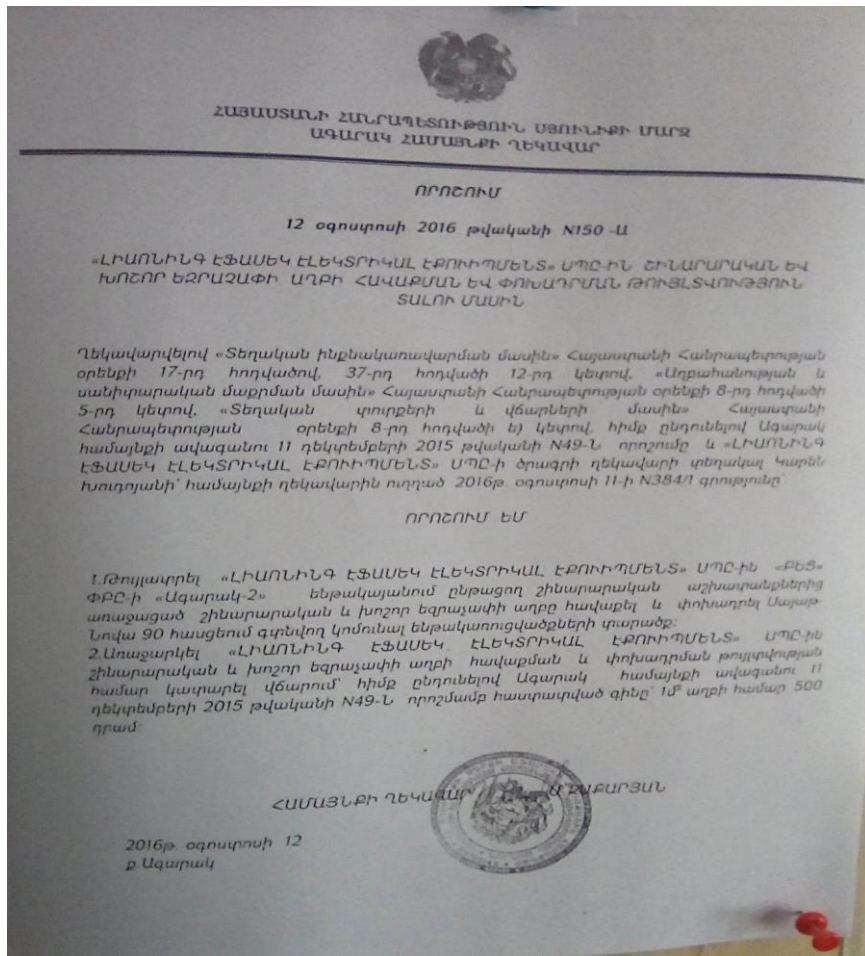 ՀԱՅԱՍՏԱՆԻ ՀԱՆՐԱՊԵՏՈՒԹՅՈՒՆ ՍՅՈՒՆԻՔԻ ՄԱՐԶ
ԱԳԱՐԱԿ ՀԱՄԱՅՆՔԻ ՂԵԿԱՎԱՐ
ՈՐՈՇՈՒՄ
12 օգոստոսի 2016 թվականի N150 -Ա
«ԼԻԱՈՆԻՆԳ ԷՖԱՍԵԿ ԷԼԵԿՏՐԻԿԱԼ ԷՔՈՒԻՊՄԵՆՏ» ՍՊԸ-ԻՆ ՇԻՆԱՐԱՐԱԿԱՆ ԵՎ
ԽՈՇՈՐ ԵԶՐԱՉԱՓԻ ԱՂԲԻ ՀԱՎԱՔՄԱՆ ԵՎ ՓՈԽԱԴՐՄԱՆ ԹՈՒՅԼՏՎՈՒԹՅՈՒՆ
ՏԱԼՈՒ ՄԱՍԻՆ
Ղեկավարվելով «Տեղական ինքնակառավարման մասին» Հայաստանի Հանրապետության
օրենքի 17-րդ հոդվածով, 37-րդ հոդվածի 12-րդ կետով, «Աղբահանության և
սանիտարական մաքրման մասին» Հայաստանի Հանրապետության օրենքի 8-րդ հոդվածի
5-րդ կետով, «Տեղական տուրքերի և վճարների մասին» Հայաստանի
Հանրապետության օրենքի 8-րդ հոդվածի ե) կետով, հիմք ընդունելով Ագարակ
համայնքի ավագանու 11 դեկտեմբերի 2015 թվականի N49-Ն որոշումը և «ԼԻԱՈՆԻՆԳ
ԷՖԱՍԵԿ ԷԼԵԿՏՐԻԿԱԼ ԷՔՈՒԻՊՄԵՆՏ» ՍՊԸ-ի ծրագրի ղեկավարի տեղակալ Կարեն
Խուդոյանի՝ համայնքի ղեկավարին ուղղած 2016թ. օգոստոսի 11-ի N384/1 գրությունը՝
ՈՐՈՇՈՒՄ ԵՄ
1.Թույլատրել «ԼԻԱՈՆԻՆԳ ԷՖԱՍԵԿ ԷԼԵԿՏՐԻԿԱԼ ԷՔՈՒԻՊՄԵՆՏ» ՍՊԸ-ին «ԲԵՑ»
ՓԲԸ-ի «Ագարակ-2» ենթակայանում ընթացող շինարարական աշխատանքներից
առաջացած շինարարական և խոշոր եզրաչափի աղբը հավաքել և փոխադրել Սայաթ-
Նովա 90 հասցեում գտնվող կոմունալ ենթակառուցվածքների տարածք:
2.Առաջարկել «ԼԻԱՈՆԻՆԳ ԷՖԱՍԵԿ ԷԼԵԿՏՐԻԿԱԼ ԷՔՈՒԻՊՄԵՆՏ» ՍՊԸ-ին
շինարարական և խոշոր եզրաչափի աղբի հավաքման և փոխադրման թույլտվության
համար կատարել վճարում՝ հիմք ընդունելով Ագարակ համայնքի ավագանու 11
դեկտեմբերի 2015 թվականի N49-Ն որոշմամբ հաստատված գինը՝ 1մ³ աղբի համար 500
դրամ:
ՀԱՄԱՅՆՔԻ ՂԵԿԱՎԱՐ ՔԱՐՅԱՆ
2016թ. օգոստոսի 12
ք.Ագարակ